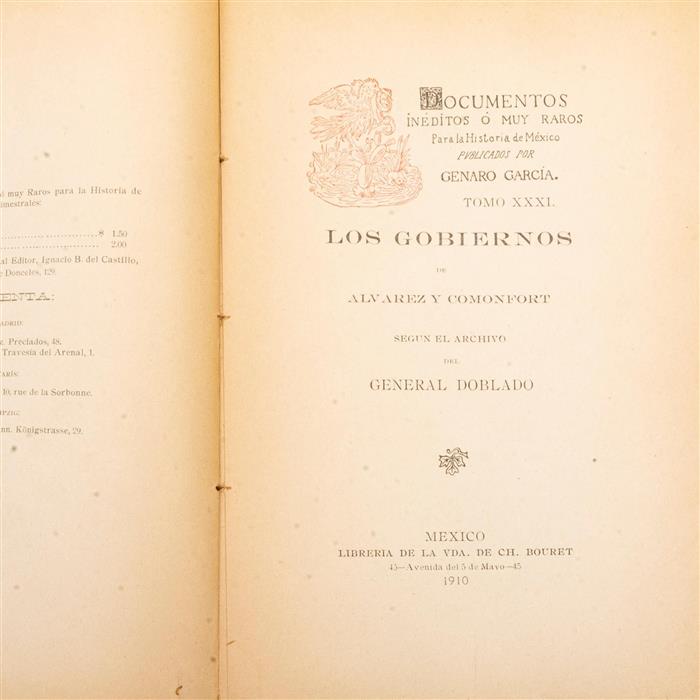 ó muy Raros para la Historia de
imestrales:
$ 1.50
2.00
al Editor, Ignacio B. del Castillo,
e Donceles, 129.
ENTA:
ADRID:
z. Preciados, 48.
Travesía del Arenal, 1.
ARÍS:
10, rue de la Sorbonne.
IPZIG:
nn. Königstrasse, 29.
DOCUMENTOS
INÉDITOS Ó MUY RAROS
Para la Historia de México
PVBLICADOS POR
GENARO GARCÍA.
TOMO XXXI.
LOS GOBIERNOS
DE
ALVAREZ Y COMONFORT
SEGUN EL ARCHIVO
DEL
GENERAL DOBLADO
MEXICO
LIBRERIA DE LA VDA. DE CH. BOURET
45—Avenida del 5 de Mayo—45
1910